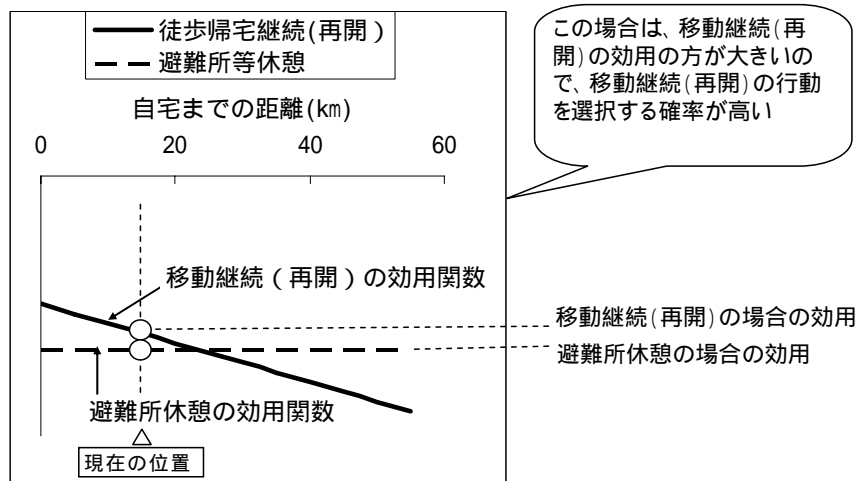 徒歩帰宅継続(再開)
避難所等休憩
自宅までの距離(㎞)
0 20 40 60
この場合は、移動継続(再
開)の効用の方が大きいの
で、移動継続(再開)の行動
を選択する確率が高い
移動継続(再開)の効用関数
移動継続(再開)の場合の効用
避難所休憩の場合の効用
避難所休憩の効用関数
現在の位置